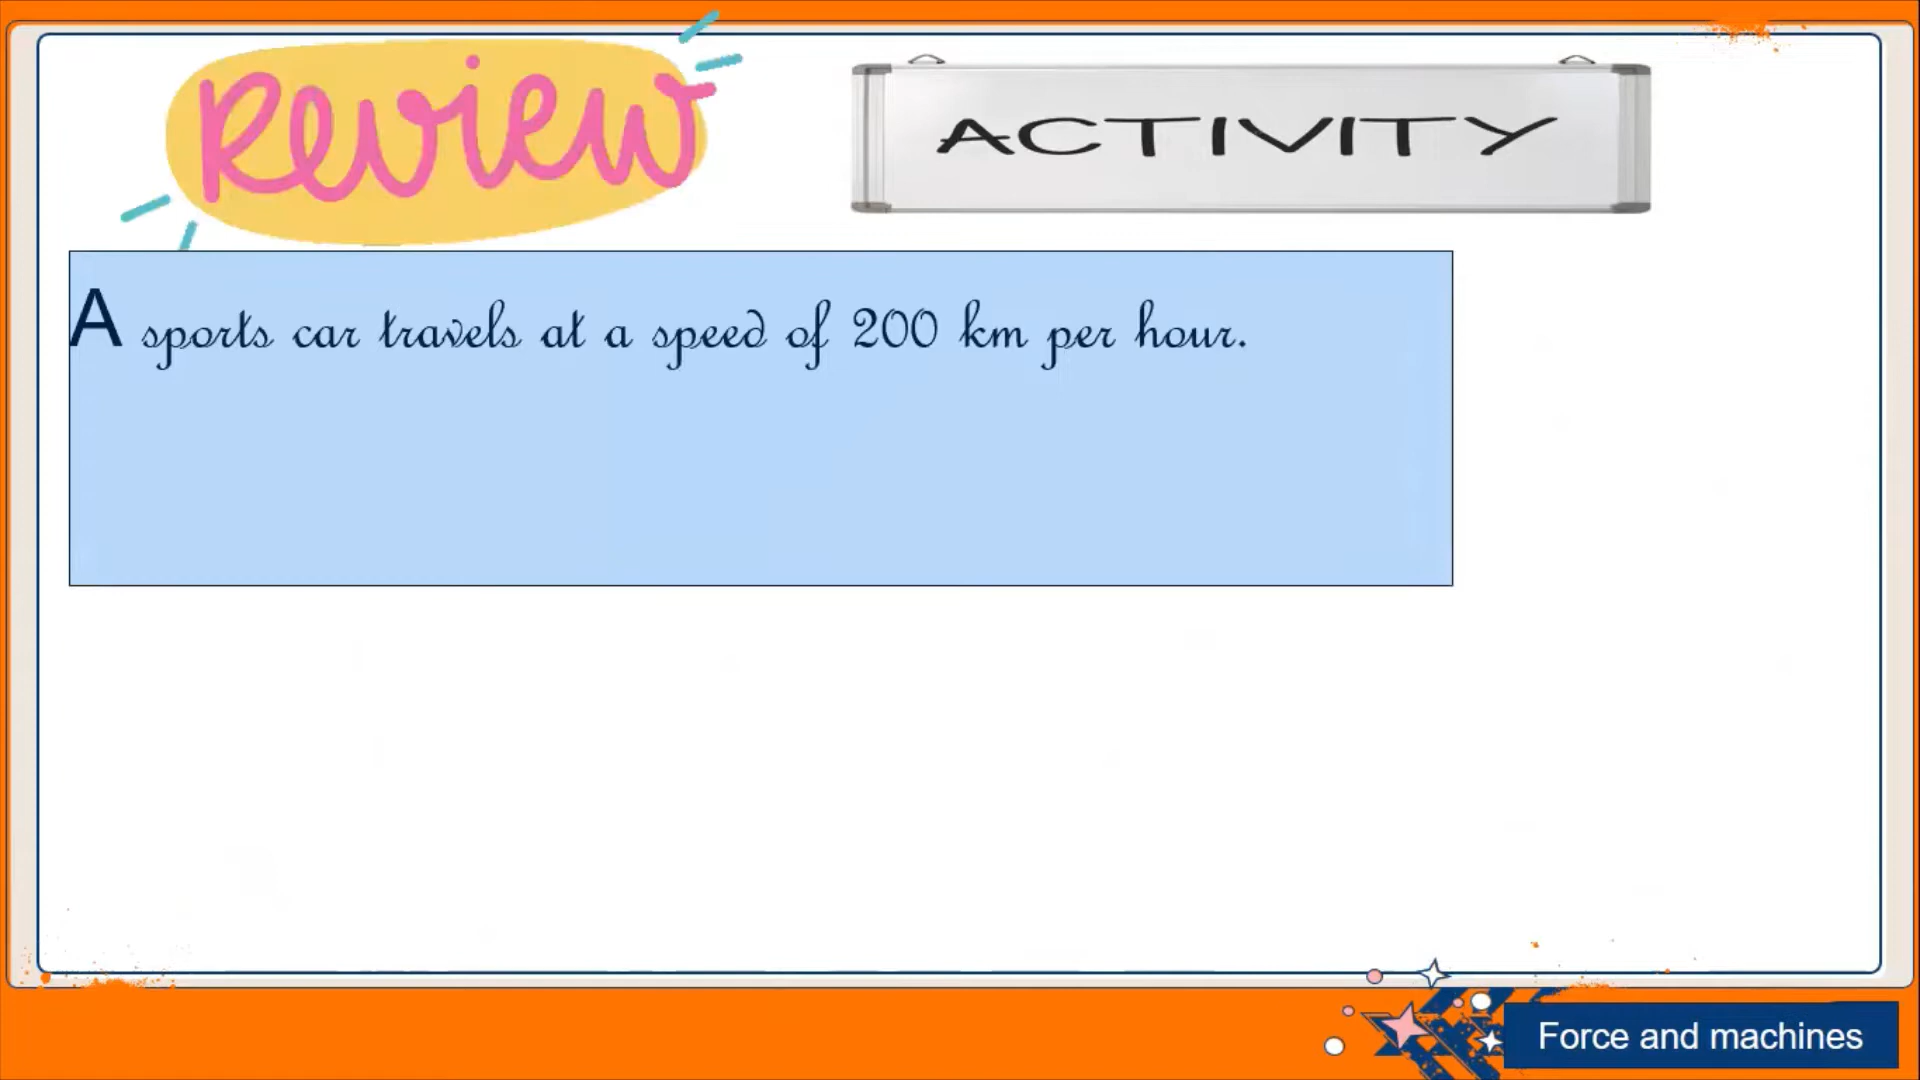 Review
ACTIVITY
A sports car travels at a speed of 200 km per hour.
Force and machines